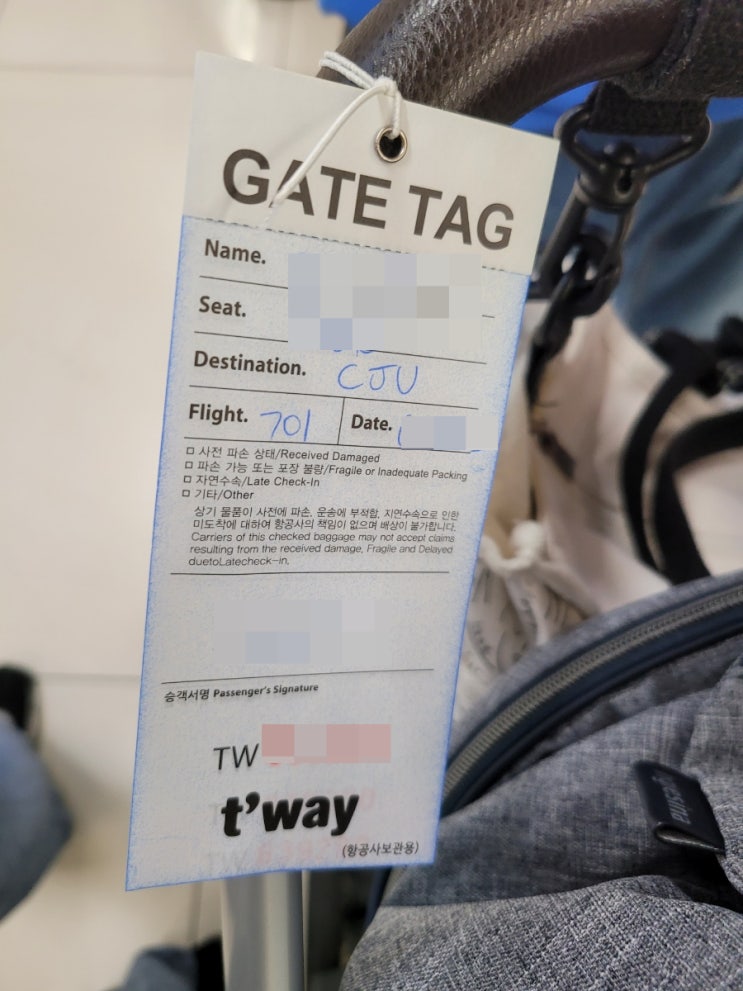 GATE TAG
Name.
Seat.
Destination. CJU
Flight. 701 Date.
사전 파손 상태/Received Damaged
파손 가능 또는 포장 불량/Fragile or Inadequate Packing
자연수속/Late Check-In
기타/Other
상기 물품이 사전에 파손, 운송에 부적합, 지연수속으로 인한
미도착에 대하여 항공사의 책임이 없으며 배상이 불가합니다.
Carriers of this checked baggage may not accept claims
resulting from the received damage, Fragile and Delayed
duetoLatecheck-in.
승객서명 Passenger's Signature
TW
t'way
(항공사보관용)